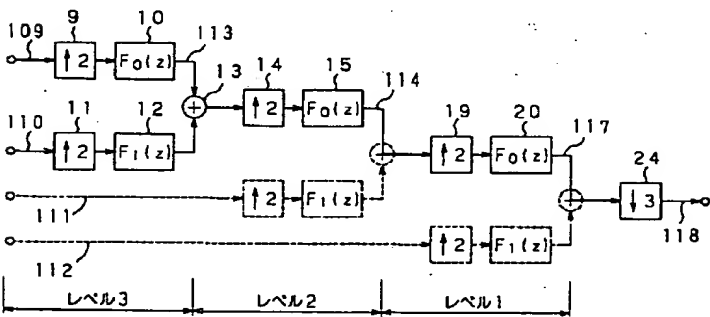 109 9 10 113
↑2 F₀(z) 13 14 15 114
110 11 12 + ↑2 F₀(z) 19 20 117
↑2 F₁(z) + ↑2 F₀(z) 24
111 ↑2 F₁(z) + ↓3 118
112 ↑2 F₁(z)
レベル3 レベル2 レベル1